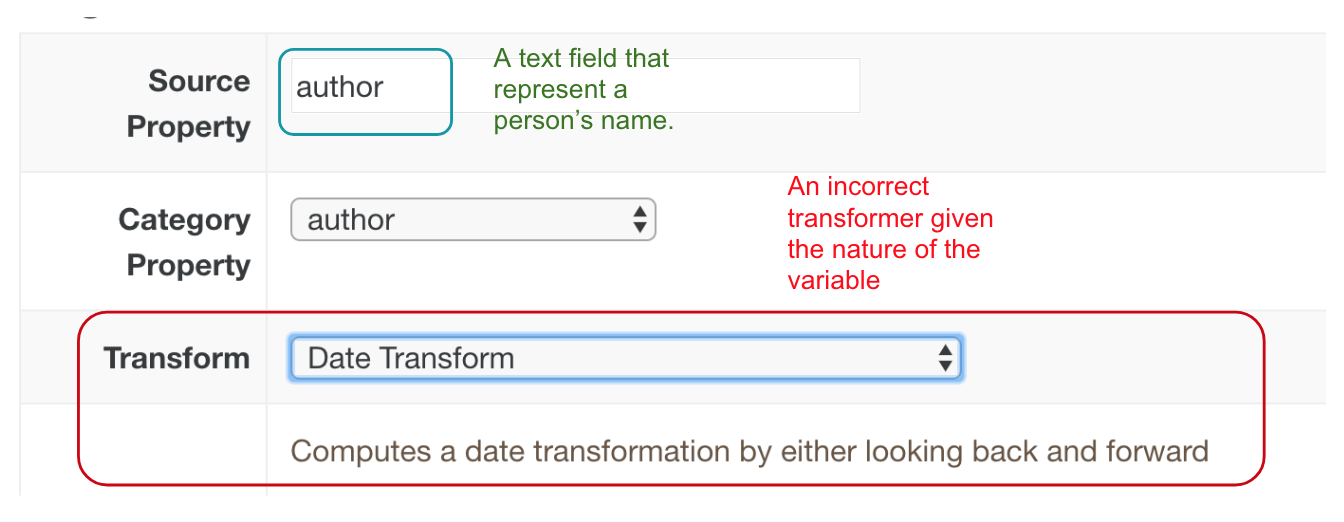 Source
Property
author
A text field that
represent a
person’s name.
Category
Property
author
An incorrect
transformer given
the nature of the
variable
Transform
Date Transform
Computes a date transformation by either looking back and forward